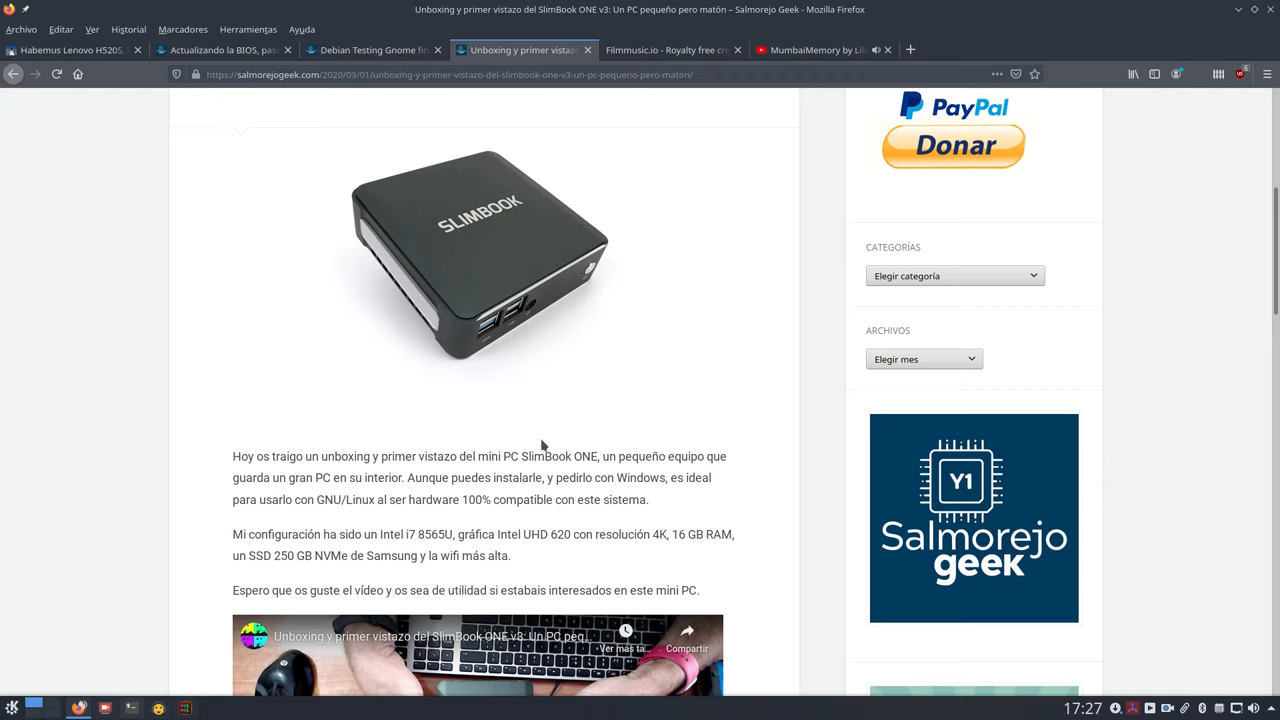 Unboxing y primer vistazo del SlimBook ONE v3: Un PC pequeño pero matón – Salmorejo Geek - Mozilla Firefox
Archivo Editar Ver Historial Marcadores Herramientas Ayuda
Habemus Lenovo H520S, Actualizando la BIOS, pas Debian Testing Gnome fin Unboxing y primer vistazo Filmmusic.io - Royalty free cre MumbaiMemory by Lil
https://salmorejogeek.com/2020/03/01/unboxing-y-primer-vistazo-del-slimbook-one-v3-un-pc-pequeno-pero-maton/
6
PayPal
Donar
SLIMBOOK
CATEGORÍAS
Elegir categoría
ARCHIVOS
Elegir mes
Y1
Salmorejo
geek
Hoy os traigo un unboxing y primer vistazo del mini PC SlimBook ONE, un pequeño equipo que
guarda un gran PC en su interior. Aunque puedes instalarle, y pedirlo con Windows, es ideal
para usarlo con GNU/Linux al ser hardware 100% compatible con este sistema.
Mi configuración ha sido un Intel i7 8565U, gráfica Intel UHD 620 con resolución 4K, 16 GB RAM,
un SSD 250 GB NVMe de Samsung y la wifi más alta.
Espero que os guste el vídeo y os sea de utilidad si estabais interesados en este mini PC.
Unboxing y primer vistazo del SlimBook ONE v3: Un PC peq...
Ver más ta...
Compartir
17:27